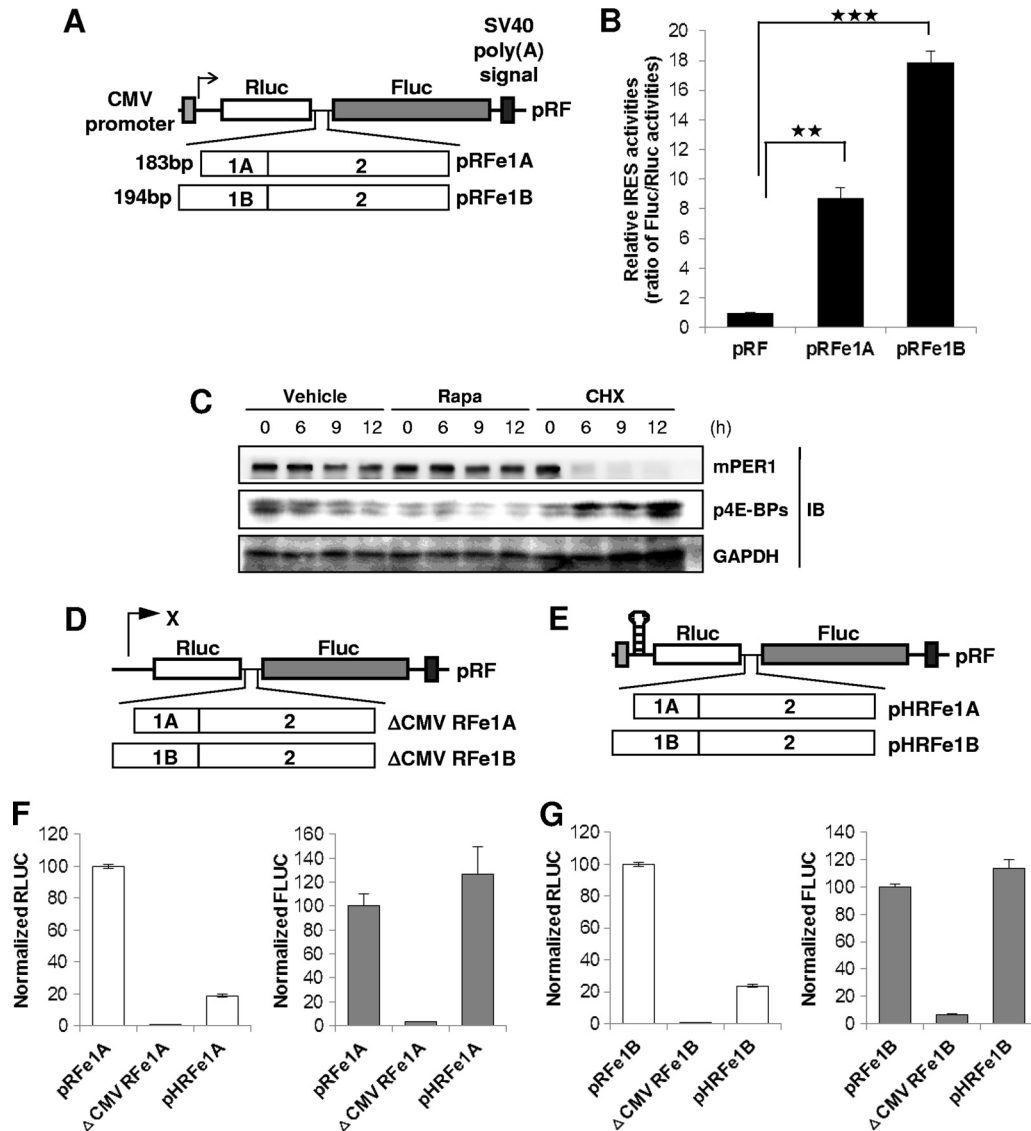 A
CMV
promoter
Rluc
Fluc
SV40
poly(A)
signal
pRF
183bp
1A
2
pRFe1A
194bp
1B
2
pRFe1B
B
Relative IRES activities
(ratio of Fluc/Rluc activities)
20
18
16
14
12
10
8
6
4
2
0
★★★
★★
pRF
pRFe1A
pRFe1B
C
Vehicle
Rapa
CHX
0 6 9 12 0 6 9 12 0 6 9 12 (h)
mPER1
p4E-BPs
GAPDH
IB
D
X
Rluc
Fluc
pRF
1A
2
ΔCMV RFe1A
1B
2
ΔCMV RFe1B
E
Rluc
Fluc
pRF
1A
2
pHRFe1A
1B
2
pHRFe1B
F
Normalized RLUC
120
100
80
60
40
20
0
pRFe1A
ΔCMV RFe1A
pHRFe1A
Normalized FLUC
160
140
120
100
80
60
40
20
0
pRFe1A
ΔCMV RFe1A
pHRFe1A
G
Normalized RLUC
120
100
80
60
40
20
0
pRFe1B
ΔCMV RFe1B
pHRFe1B
Normalized FLUC
140
120
100
80
60
40
20
0
pRFe1B
ΔCMV RFe1B
pHRFe1B